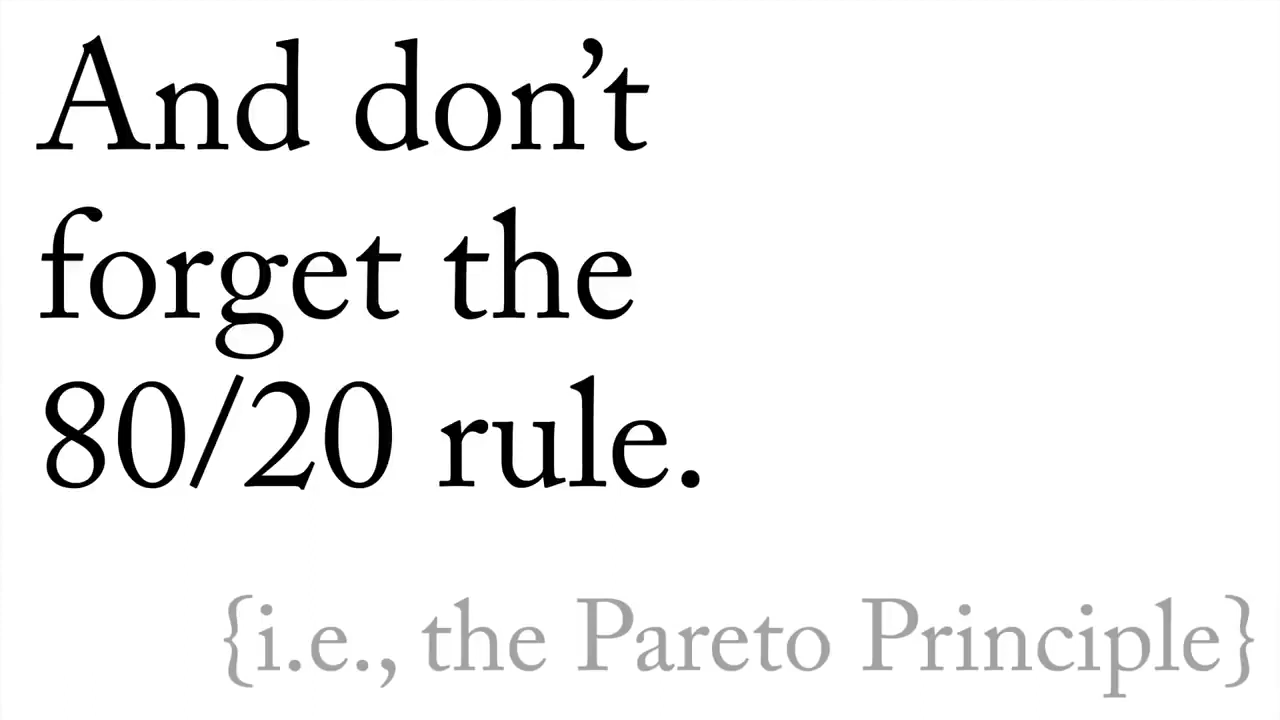 And don’t
forget the
80/20 rule.
{i.e., the Pareto Principle}